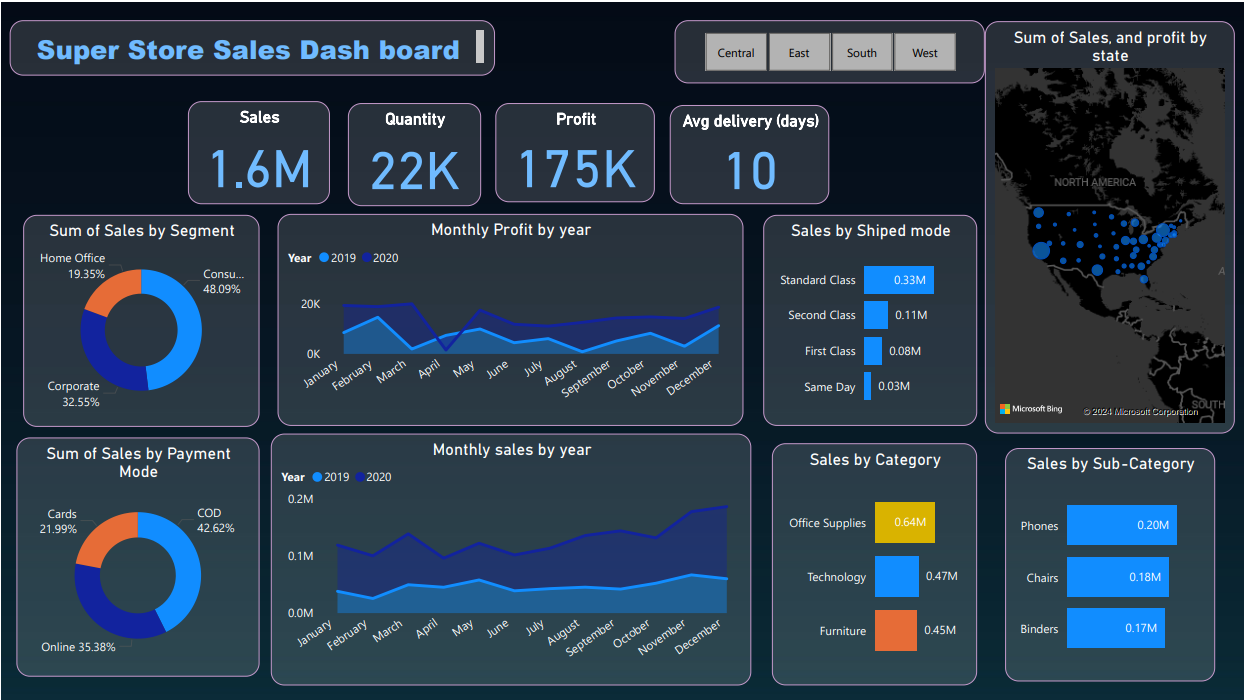 Super Store Sales Dash board
Central
East
South
West
Sum of Sales, and profit by
state
NORTH AMERICA
A
SOUTH
Microsoft Bing
© 2024 Microsoft Corporation
Sales
1.6M
Quantity
22K
Profit
175K
Avg delivery (days)
10
Sum of Sales by Segment
Home Office
19.35%
Consu...
48.09%
Corporate
32.55%
Monthly Profit by year
Year 2019 2020
20K
0K
January
February
March
April
May
June
July
August
September
October
November
December
Sales by Shiped mode
Standard Class 0.33M
Second Class 0.11M
First Class 0.08M
Same Day 0.03M
Sum of Sales by Payment
Mode
Cards
21.99%
COD
42.62%
Online 35.38%
Monthly sales by year
Year 2019 2020
0.2M
0.1M
0.0M
January
February
March
April
May
June
July
August
September
October
November
December
Sales by Category
Office Supplies 0.64M
Technology 0.47M
Furniture 0.45M
Sales by Sub-Category
Phones 0.20M
Chairs 0.18M
Binders 0.17M